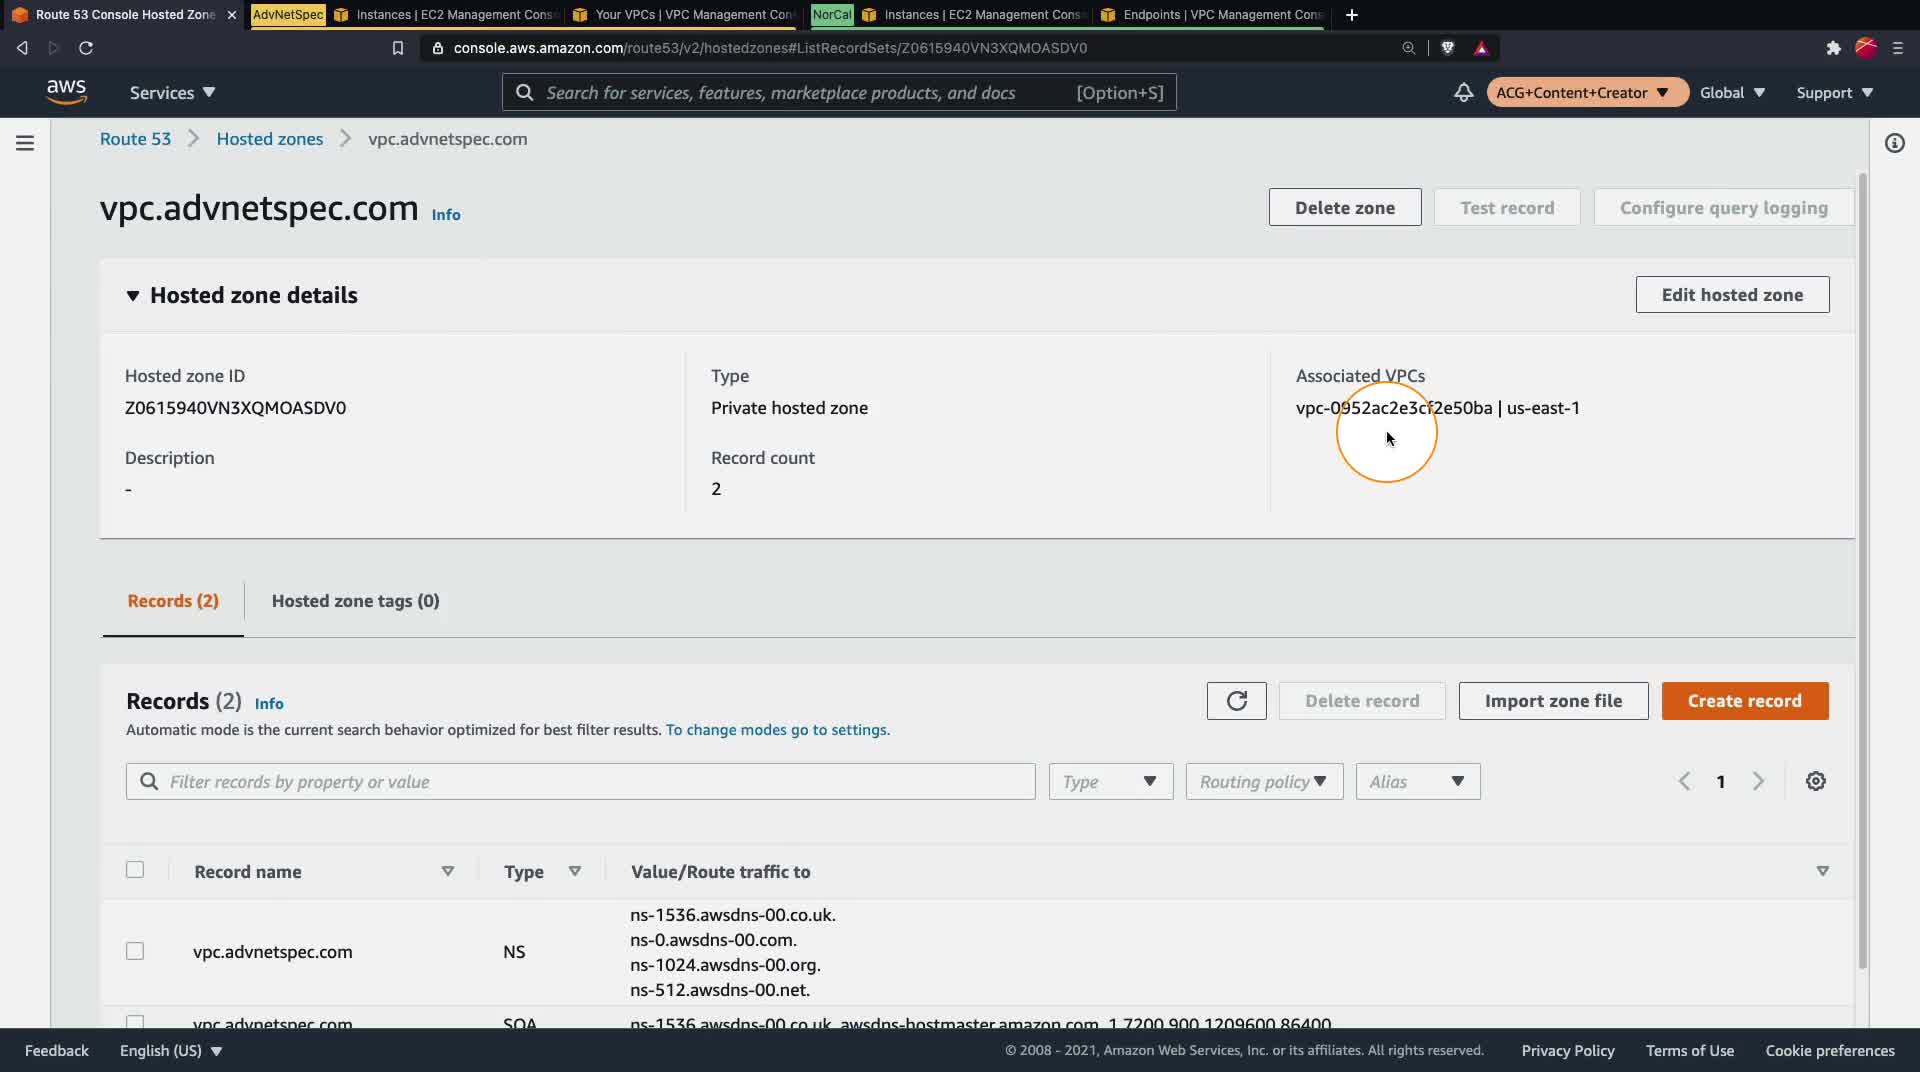 Route 53 Console Hosted Zone
AdvNetSpec
Instances | EC2 Management Cons
Your VPCs | VPC Management Con
NorCal
Instances | EC2 Management Cons
Endpoints | VPC Management Cons
console.aws.amazon.com/route53/v2/hostedzones#ListRecordSets/Z0615940VN3XQMOASDV0
aws
Services
Search for services, features, marketplace products, and docs
[Option+S]
ACG+Content+Creator
Global
Support
Route 53
Hosted zones
vpc.advnetspec.com
vpc.advnetspec.com
Info
Delete zone
Test record
Configure query logging
Hosted zone details
Edit hosted zone
Hosted zone ID
Z0615940VN3XQMOASDV0
Type
Private hosted zone
Associated VPCs
vpc-0952ac2e3cf2e50ba | us-east-1
Description
-
Record count
2
Records (2)
Hosted zone tags (0)
Records (2)
Info
Delete record
Import zone file
Create record
Automatic mode is the current search behavior optimized for best filter results. To change modes go to settings.
Filter records by property or value
Type
Routing policy
Alias
1
Record name
Type
Value/Route traffic to
vpc.advnetspec.com
NS
ns-1536.awsdns-00.co.uk.
ns-0.awsdns-00.com.
ns-1024.awsdns-00.org.
ns-512.awsdns-00.net.
vpc.advnetspec.com
SOA
ns-1536.awsdns-00.co.uk. awsdns-hostmaster.amazon.com. 1 7200 900 1209600 86400
Feedback
English (US)
© 2008 - 2021, Amazon Web Services, Inc. or its affiliates. All rights reserved.
Privacy Policy
Terms of Use
Cookie preferences